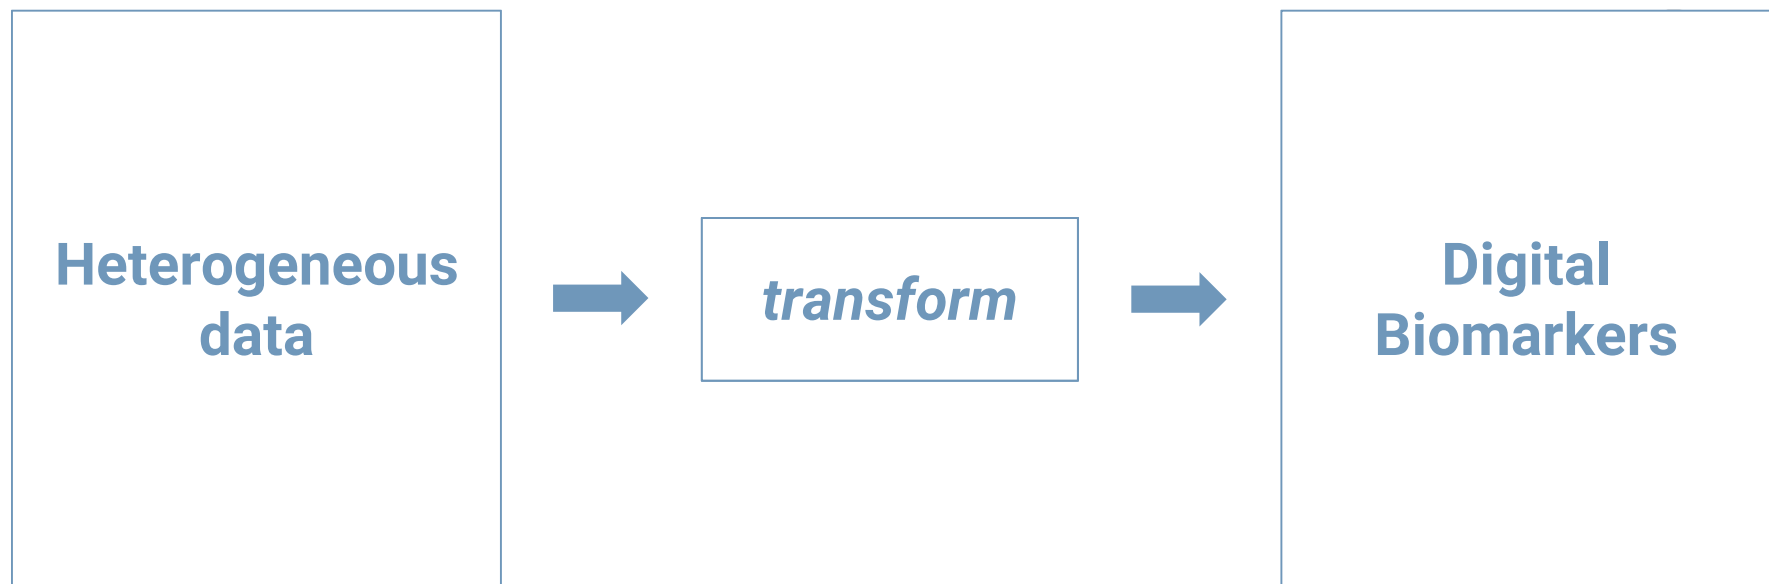 Heterogeneous
data
transform
Digital
Biomarkers